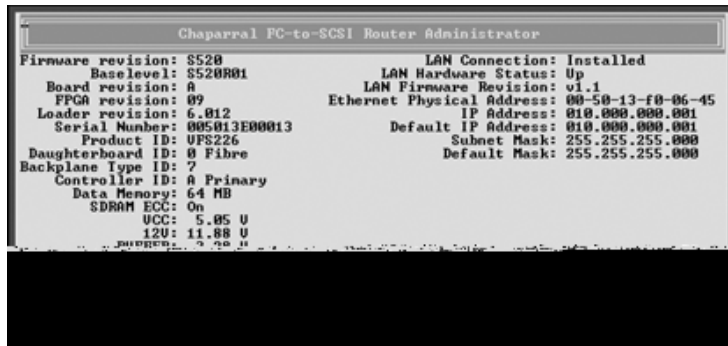 Chaparral FC-to-SCSI Router Administrator
Firmware revision: S520 LAN Connection: Installed
Baselevel: S520R01 LAN Hardware Status: Up
Board revision: A LAN Firmware Revision: v1.1
FPGA revision: 09 Ethernet Physical Address: 00-50-13-f0-06-45
Loader revision: 6.012 IP Address: 010.000.000.001
Serial Number: 005013E00013 Default IP Address: 010.000.000.001
Product ID: VFS226 Subnet Mask: 255.255.255.000
Daughterboard ID: 0 Fibre Default Mask: 255.255.255.000
Backplane Type ID: 7
Controller ID: A Primary
Data Memory: 64 MB
SDRAM ECC: On
VCC: 5.05 V
12V: 11.88 V